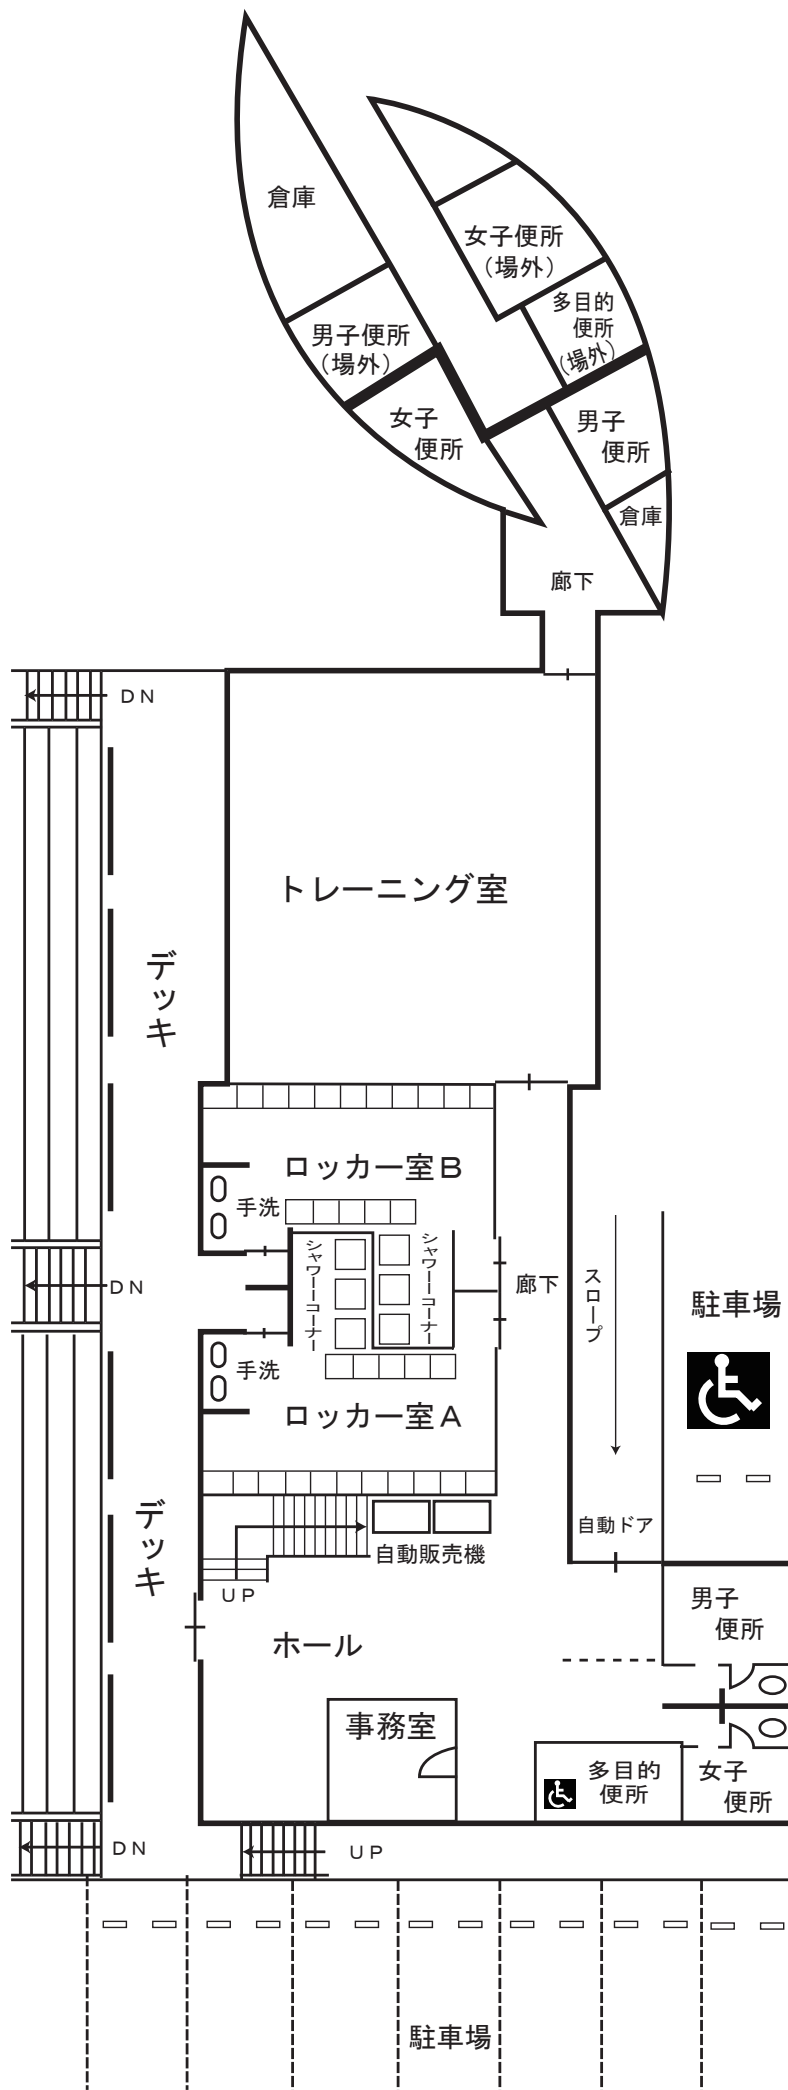 倉庫
女子便所
（場外）
多目的
便所
（場外）
男子便所
（場外）
女子
便所
男子
便所
倉庫
廊下
ＤＮ
トレーニング室
デッキ
ロッカー室Ｂ
手洗
シャワーコーナー
シャワーコーナー
ＤＮ
廊下
スロープ
駐車場
手洗
ロッカー室Ａ
デッキ
自動ドア
自動販売機
ＵＰ
男子
便所
ホール
事務室
多目的
便所
女子
便所
ＤＮ
ＵＰ
駐車場